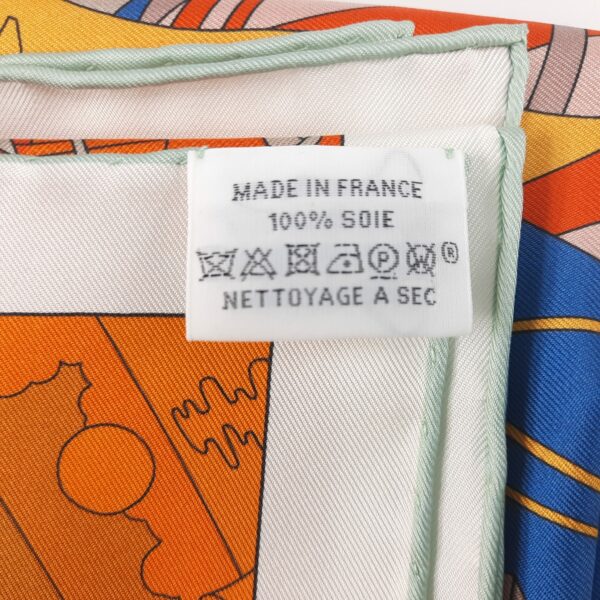 MADE IN FRANCE
100% SOIE
P W ®
NETTOYAGE A SEC